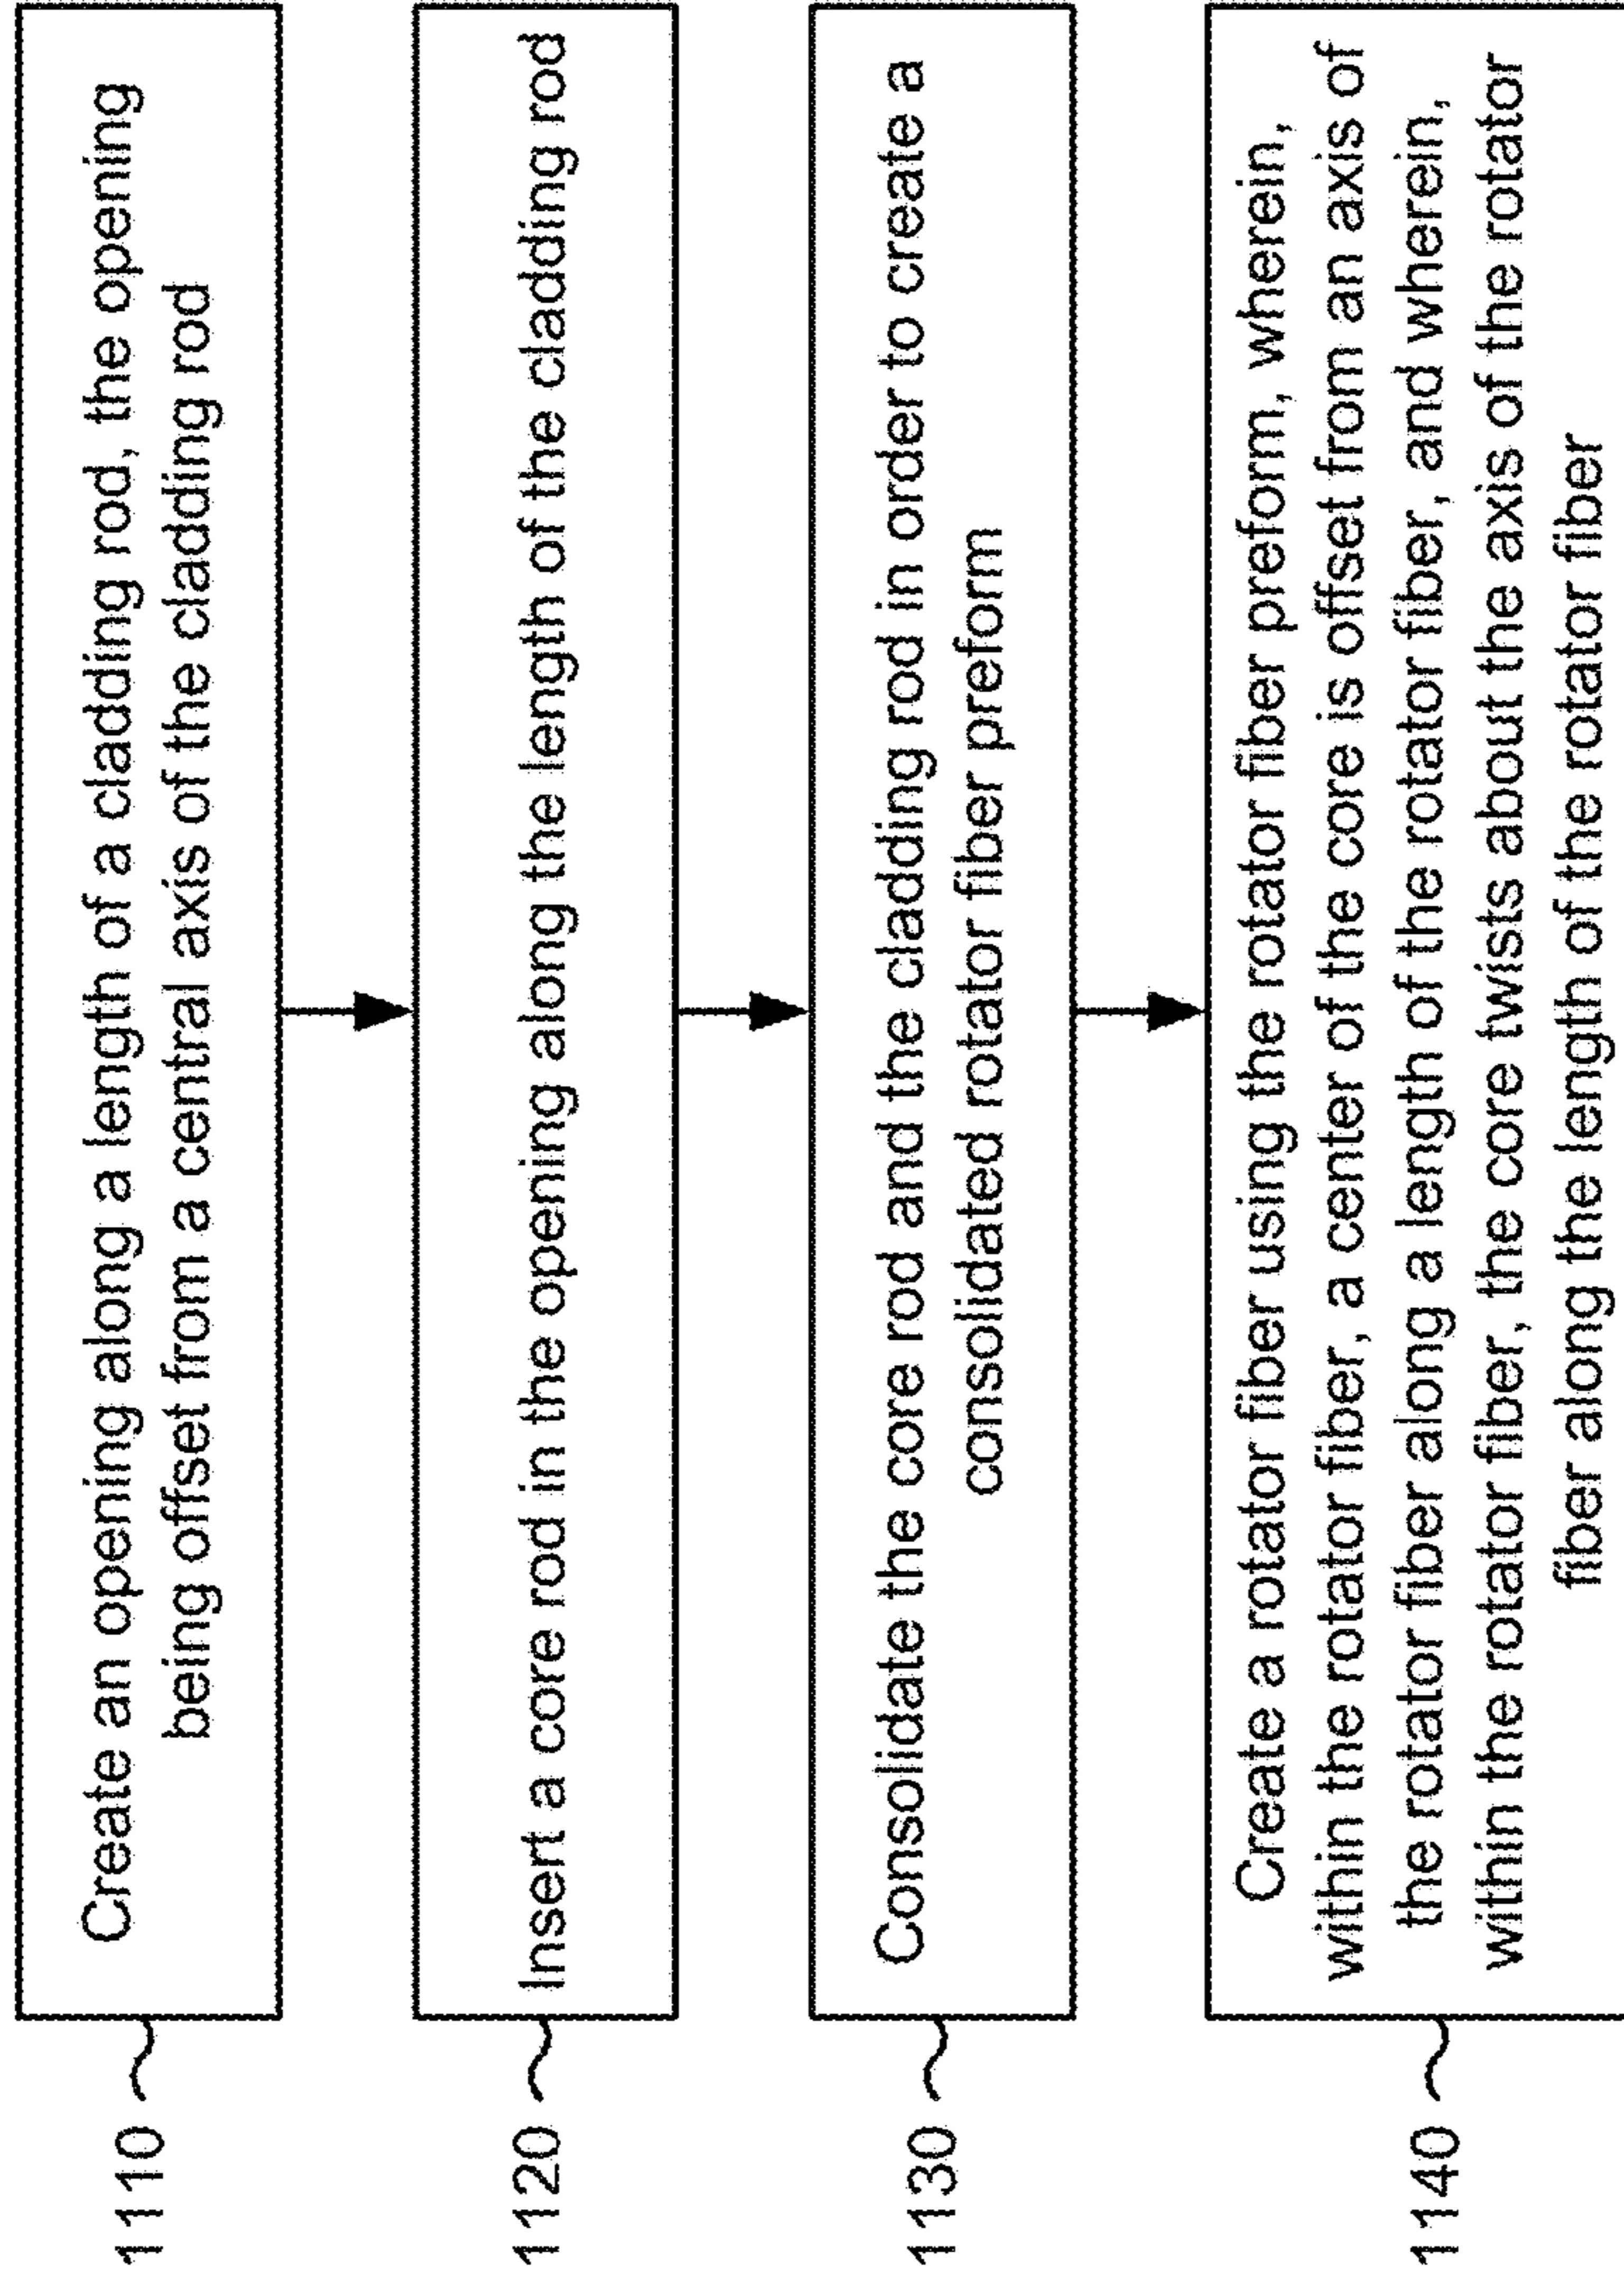 1110
Create an opening along a length of a cladding rod, the opening
being offset from a central axis of the cladding rod
1120
Insert a core rod in the opening along the length of the cladding rod
1130
Consolidate the core rod and the cladding rod in order to create a
consolidated rotator fiber preform
1140
Create a rotator fiber using the rotator fiber preform, wherein,
within the rotator fiber, a center of the core is offset from an axis of
the rotator fiber along a length of the rotator fiber, and wherein,
within the rotator fiber, the core twists about the axis of the rotator
fiber along the length of the rotator fiber